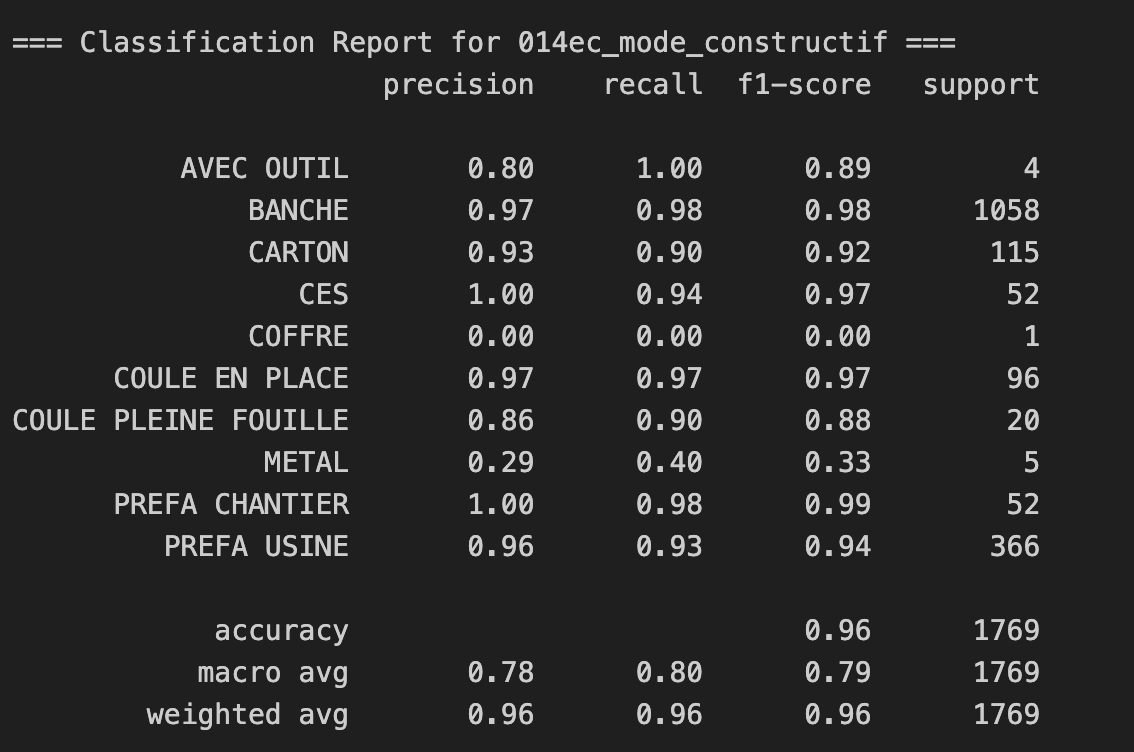 === Classification Report for 014ec_mode_constructif ===
precision recall f1-score support
AVEC OUTIL 0.80 1.00 0.89 4
BANCHE 0.97 0.98 0.98 1058
CARTON 0.93 0.90 0.92 115
CES 1.00 0.94 0.97 52
COFFRE 0.00 0.00 0.00 1
COULE EN PLACE 0.97 0.97 0.97 96
COULE PLEINE FOUILLE 0.86 0.90 0.88 20
METAL 0.29 0.40 0.33 5
PREFA CHANTIER 1.00 0.98 0.99 52
PREFA USINE 0.96 0.93 0.94 366
accuracy 0.96 1769
macro avg 0.78 0.80 0.79 1769
weighted avg 0.96 0.96 0.96 1769